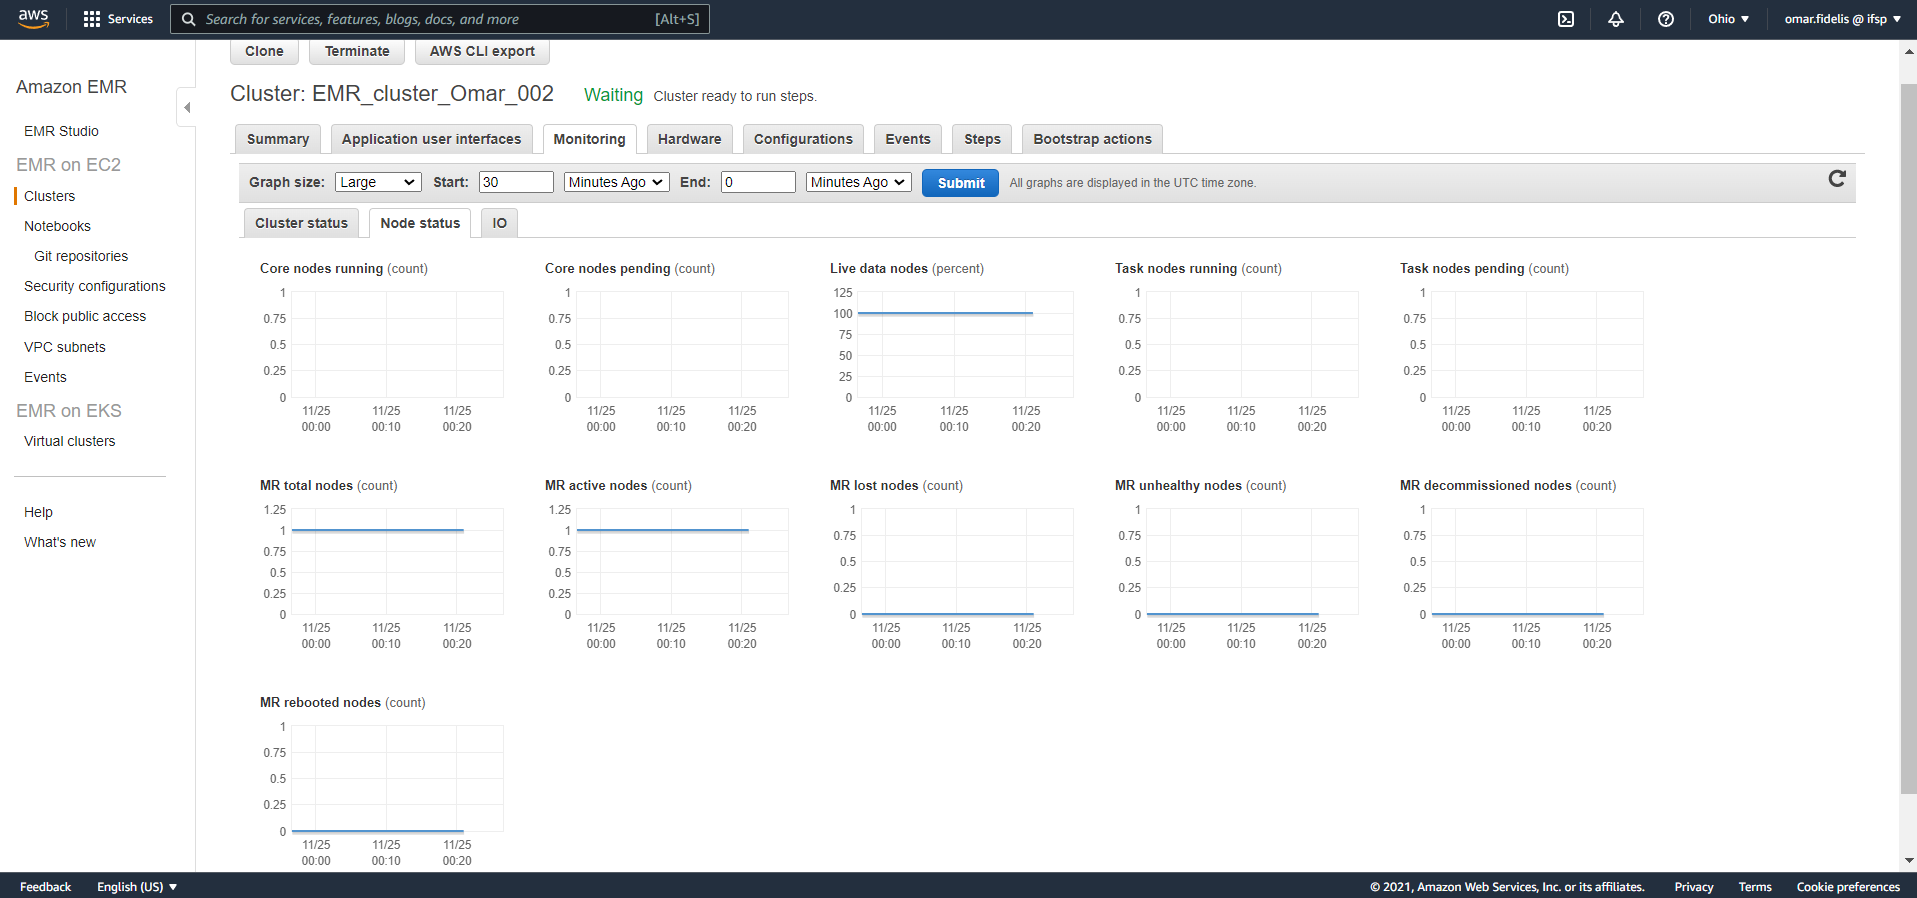 aws Services Search for services, features, blogs, docs, and more [Alt+S] Ohio ▼ omar.fidelis @ ifsp ▼
Clone Terminate AWS CLI export
Amazon EMR
EMR Studio
EMR on EC2
Clusters
Notebooks
Git repositories
Security configurations
Block public access
VPC subnets
Events
EMR on EKS
Virtual clusters
Help
What's new
Cluster: EMR_cluster_Omar_002 Waiting Cluster ready to run steps.
Summary Application user interfaces Monitoring Hardware Configurations Events Steps Bootstrap actions
Graph size: Large Start: 30 Minutes Ago End: 0 Minutes Ago Submit All graphs are displayed in the UTC time zone.
Cluster status Node status IO
Core nodes running (count) Core nodes pending (count) Live data nodes (percent) Task nodes running (count) Task nodes pending (count)
1 1 125 1 1
0.75 0.75 100 0.75 0.75
0.5 0.5 75 0.5 0.5
0.25 0.25 50 0.25 0.25
0 0 25 0 0
0
11/25 11/25 11/25 11/25 11/25 11/25 11/25 11/25 11/25 11/25 11/25 11/25 11/25 11/25 11/25
00:00 00:10 00:20 00:00 00:10 00:20 00:00 00:10 00:20 00:00 00:10 00:20 00:00 00:10 00:20
MR total nodes (count) MR active nodes (count) MR lost nodes (count) MR unhealthy nodes (count) MR decommissioned nodes (count)
1.25 1.25 1 1 1
1 1 0.75 0.75 0.75
0.75 0.75 0.5 0.5 0.5
0.5 0.5 0.25 0.25 0.25
0.25 0.25 0 0 0
0 0
11/25 11/25 11/25 11/25 11/25 11/25 11/25 11/25 11/25 11/25 11/25 11/25 11/25 11/25 11/25
00:00 00:10 00:20 00:00 00:10 00:20 00:00 00:10 00:20 00:00 00:10 00:20 00:00 00:10 00:20
MR rebooted nodes (count)
1
0.75
0.5
0.25
0
11/25 11/25 11/25
00:00 00:10 00:20
Feedback English (US) ▼ © 2021, Amazon Web Services, Inc. or its affiliates. Privacy Terms Cookie preferences